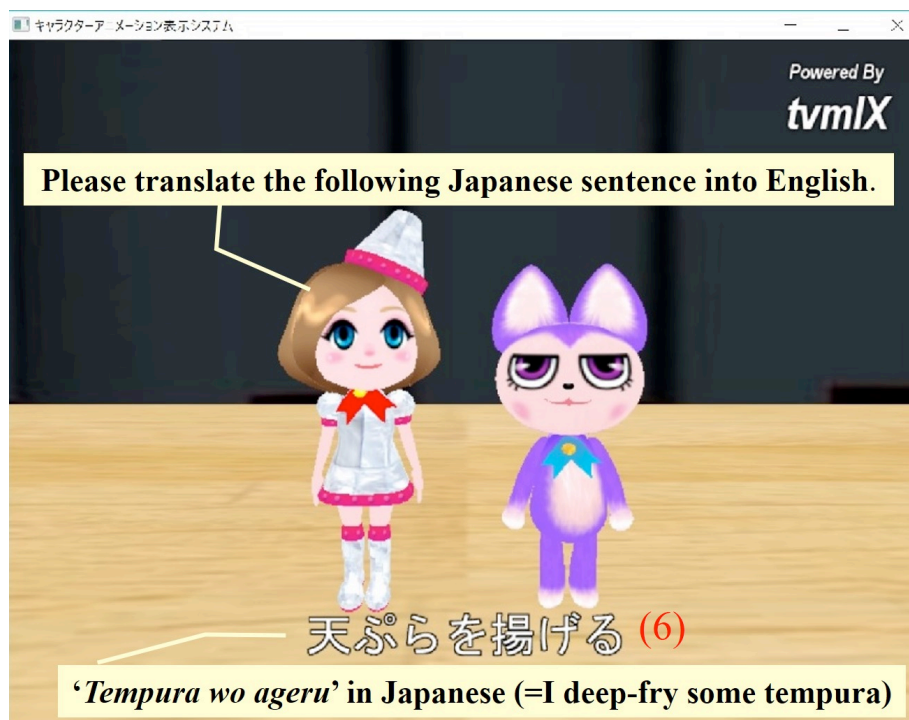 キャラクターアニメーション表示システム
Powered By
tvmlX
Please translate the following Japanese sentence into English.
天ぷらを揚げる (6)
‘Tempura wo ageru’ in Japanese (=I deep-fry some tempura)